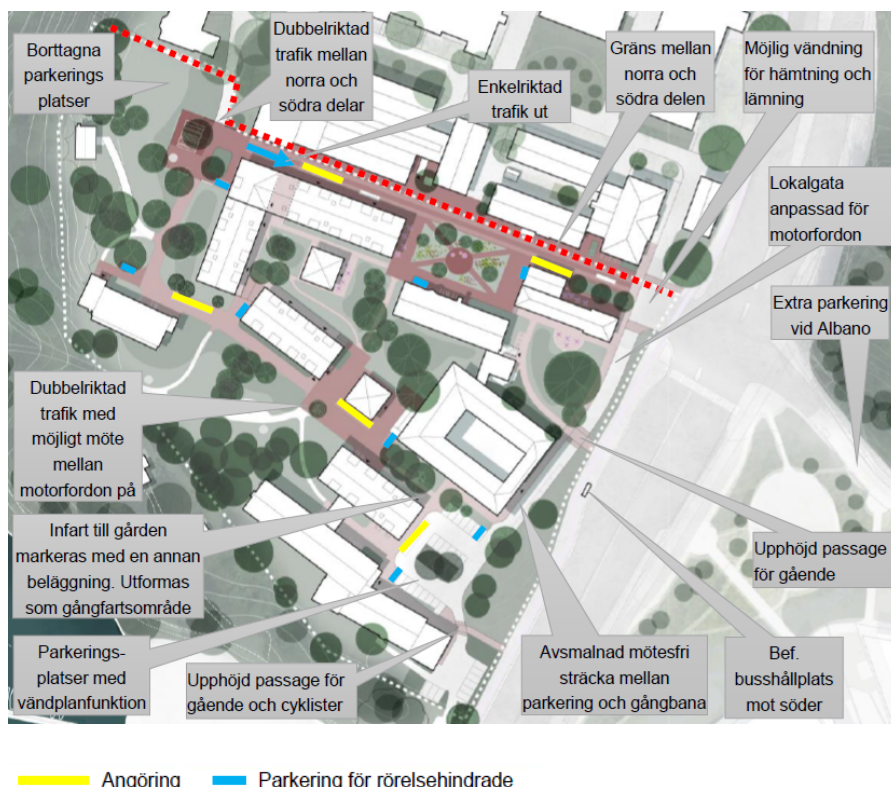 Borttagna
parkerings
platser
Dubbelriktad
trafik mellan
norra och
södra delar
Enkelriktad
trafik ut
Gräns mellan
norra och
södra delen
Möjlig vändning
för hämtning och
lämning
Lokalgata
anpassad för
motorfordon
Extra parkering
vid Albano
Dubbelriktad
trafik med
möjligt möte
mellan
motorfordon på
Infart till gården
markeras med en annan
beläggning. Utformas
som gångfartsområde
Parkerings-
platser med
vändplanfunktion
Upphöjd passage för
gående och cyklister
Avsmalnad mötesfri
sträcka mellan
parkering och gångbana
Bef.
busshållplats
mot söder
Upphöjd passage
för gående
Angöring
Parkering för rörelsehindrade